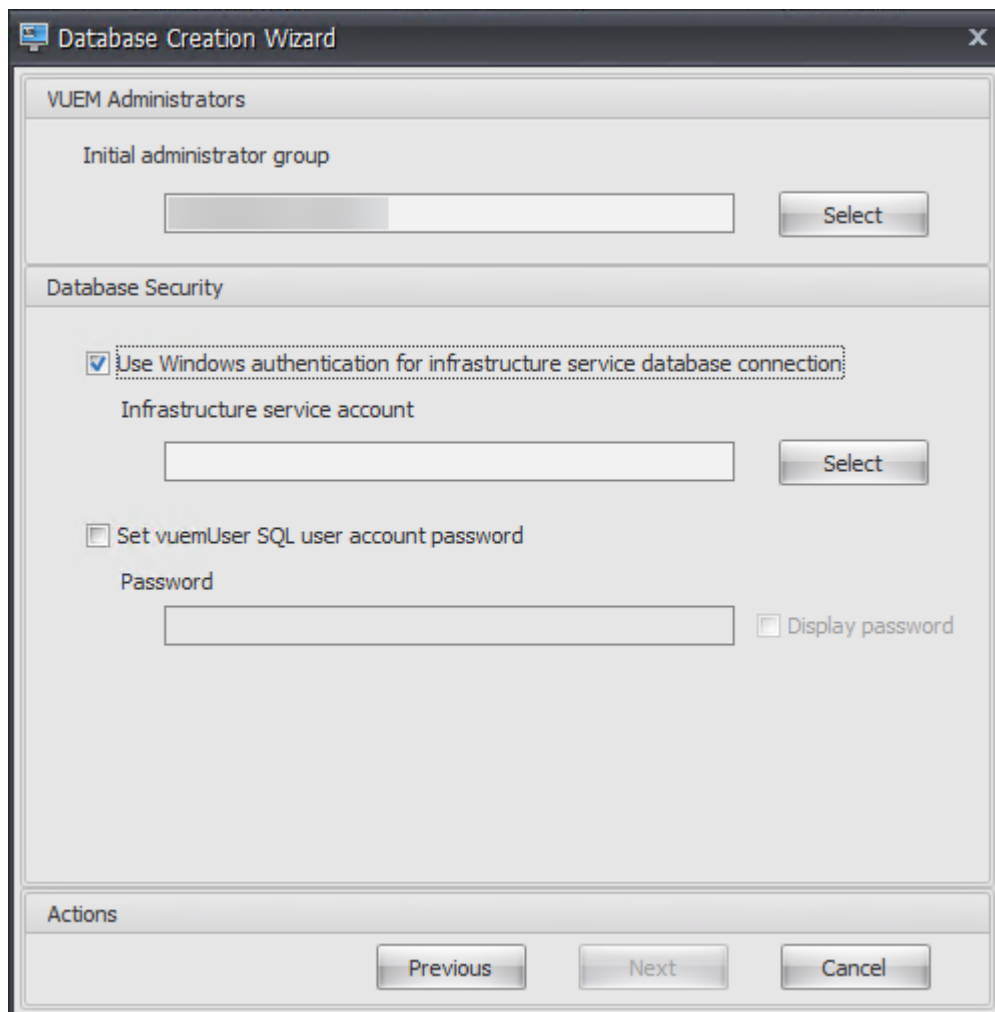 Database Creation Wizard
VUEM Administrators
Initial administrator group
Select
Database Security
Use Windows authentication for infrastructure service database connection
Infrastructure service account
Select
Set vuemUser SQL user account password
Password
Display password
Actions
Previous
Next
Cancel